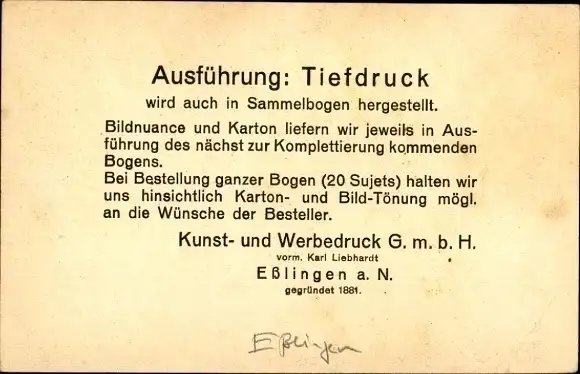 Ausführung: Tiefdruck
wird auch in Sammelbogen hergestellt.
Bildnuance und Karton liefern wir jeweils in Aus-
führung des nächst zur Komplettierung kommenden
Bogens.
Bei Bestellung ganzer Bogen (20 Sujets) halten wir
uns hinsichtlich Karton- und Bild-Tönung mögl.
an die Wünsche der Besteller.
Kunst- und Werbedruck G. m. b. H.
vorm. Karl Liebhardt
Eßlingen a. N.
gegründet 1881.
Eßlingen